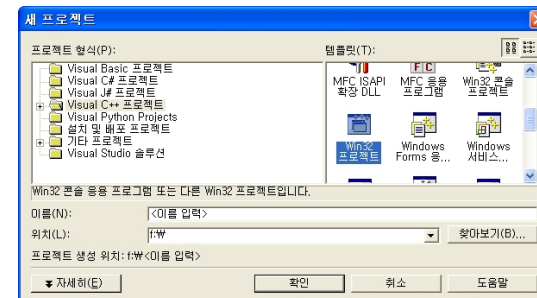 새 프로젝트
프로젝트 형식(P):
템플릿(T):
Visual Basic 프로젝트
Visual C# 프로젝트
Visual J# 프로젝트
Visual C++ 프로젝트
Visual Python Projects
설치 및 배포 프로젝트
기타 프로젝트
Visual Studio 솔루션
MFC ISAPI 확장 DLL
MFC 응용 프로그램
Win32 콘솔 프로젝트
Win32 프로젝트
Windows Forms 응...
Windows 서비스...
Win32 콘솔 응용 프로그램 또는 다른 Win32 프로젝트입니다.
이름(N):
<이름 입력>
위치(L):
f:₩
찾아보기(B)...
프로젝트 생성 위치: f:₩<이름 입력>
자세히(E)
확인
취소
도움말